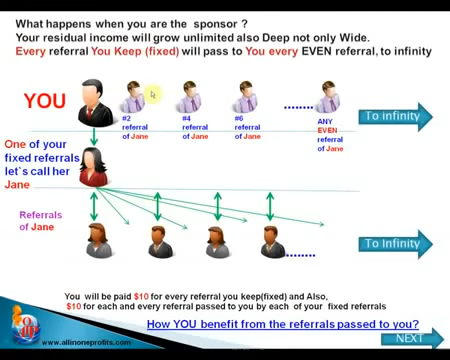 What happens when you are the sponsor ?
Your residual income will grow unlimited also Deep not only Wide.
Every referral You Keep (fixed) will pass to You every EVEN referral, to infinity
YOU
#2
referral
of Jane
#4
referral
of Jane
#6
referral
of Jane
........
ANY
EVEN
referral
of Jane
To infinity
One of your
fixed referrals
let`s call her
Jane
Referrals
of Jane
........
To Infinity
You will be paid $10 for every referral you keep(fixed) and Also,
$10 for each and every referral passed to you by each of your fixed referrals
How YOU benefit from the referrals passed to you?
www.allinoneprofits.com
NEXT